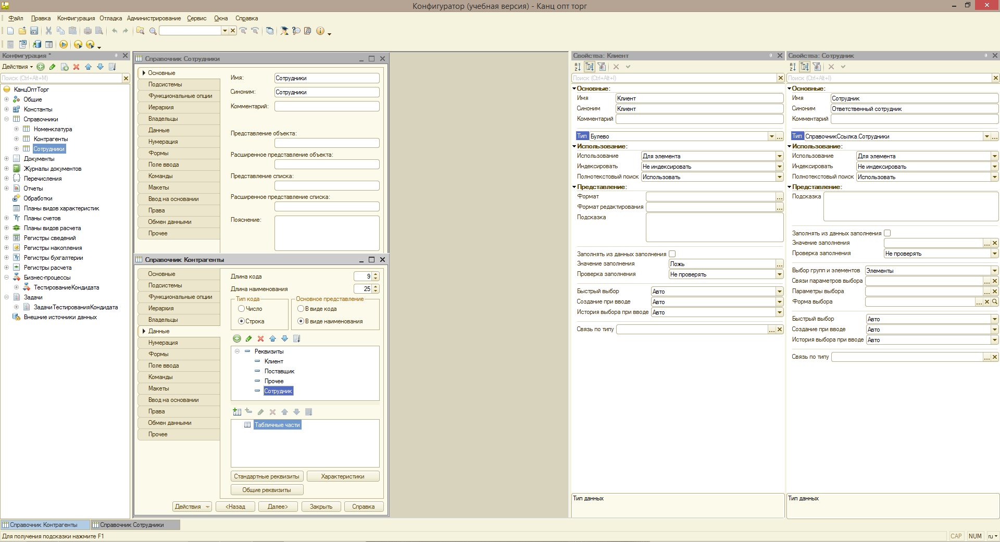 Конфигуратор (учебная версия) - Канц опт торг
Файл Правка Конфигурация Отладка Администрирование Сервис Окна Справка
Конфигурация *
Действия
Поиск (Ctrl+Alt+M)
КанцОптТорг
Общие
Константы
Справочники
Номенклатура
Контрагенты
Сотрудники
Документы
Журналы документов
Перечисления
Отчеты
Обработки
Планы видов характеристик
Планы счетов
Планы видов расчета
Регистры сведений
Регистры накопления
Регистры бухгалтерии
Регистры расчета
Бизнес-процессы
ТестированиеКондидата
Задачи
ЗадачиТестированияКондидата
Внешние источники данных
Справочник Сотрудники
Основные
Подсистемы
Функциональные опции
Иерархия
Владельцы
Данные
Нумерация
Формы
Поле ввода
Команды
Макеты
Ввод на основании
Права
Обмен данными
Прочее
Имя: Сотрудники
Синоним: Сотрудники
Комментарий:
Представление объекта:
Расширенное представление объекта:
Представление списка:
Расширенное представление списка:
Пояснение:
Справочник Контрагенты
Основные
Подсистемы
Функциональные опции
Иерархия
Владельцы
Данные
Нумерация
Формы
Поле ввода
Команды
Макеты
Ввод на основании
Права
Обмен данными
Прочее
Длина кода 9
Длина наименования 25
Тип кода Основное представление
Число В виде кода
Строка В виде наименования
Реквизиты
Клиент
Поставщик
Прочее
Сотрудник
Табличные части
Стандартные реквизиты Характеристики
Общие реквизиты
Действия <Назад Далее> Закрыть Справка
Свойства: Клиент
Поиск (Ctrl+Alt+I)
Основные:
Имя Клиент
Синоним Клиент
Комментарий
Тип Булево
Использование:
Использование Для элемента
Индексировать Не индексировать
Полнотекстовый поиск Использовать
Представление:
Формат
Формат редактирования
Подсказка
Заполнять из данных заполнения
Значение заполнения Ложь
Проверка заполнения Не проверять
Быстрый выбор Авто
Создание при вводе Авто
История выбора при вводе Авто
Связь по типу
Тип данных
Свойства: Сотрудник
Поиск (Ctrl+Alt+I)
Основные:
Имя Сотрудник
Синоним Ответственный сотрудник
Комментарий
Тип СправочникСсылка.Сотрудники
Использование:
Использование Для элемента
Индексировать Не индексировать
Полнотекстовый поиск Использовать
Представление:
Подсказка
Заполнять из данных заполнения
Значение заполнения
Проверка заполнения Не проверять
Выбор групп и элементов Элементы
Связи параметров выбора
Параметры выбора
Форма выбора
Быстрый выбор Авто
Создание при вводе Авто
История выбора при вводе Авто
Связь по типу
Тип данных
Справочник Контрагенты Справочник Сотрудники
Для получения подсказки нажмите F1 CAP NUM ru